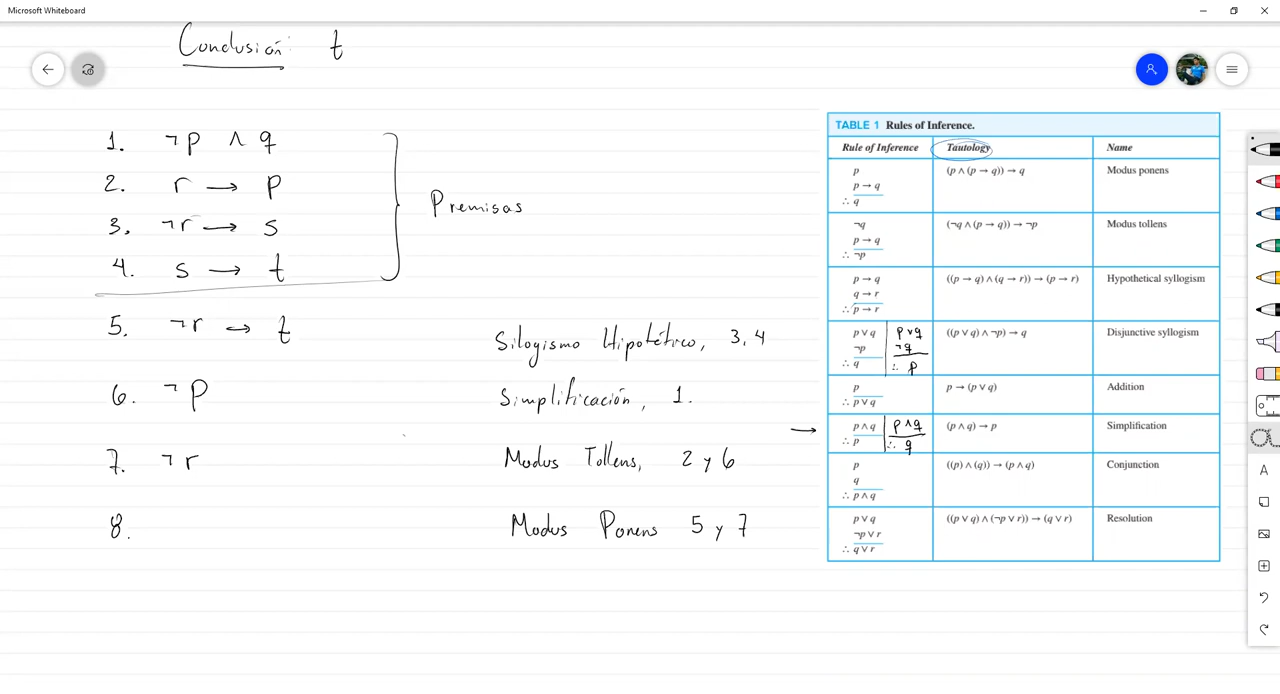 Microsoft Whiteboard
Conclusión: t
1. ¬p ∧ q
2. r → p
3. ¬r → s
4. s → t
Premisas
5. ¬r → t Silogismo Hipotético, 3, 4
6. ¬p Simplificación, 1.
7. ¬r Modus Tollens, 2 y 6
8. Modus Ponens 5 y 7
→
TABLE 1 Rules of Inference.
Rule of Inference Tautology Name
p
p → q
∴ q
(p ∧ (p → q)) → q
Modus ponens
¬q
p → q
∴ ¬p
(¬q ∧ (p → q)) → ¬p
Modus tollens
p → q
q → r
∴ p → r
((p → q) ∧ (q → r)) → (p → r)
Hypothetical syllogism
p ∨ q
¬p
∴ q
p ∨ q
¬q
∴ p
((p ∨ q) ∧ ¬p) → q
Disjunctive syllogism
p
∴ p ∨ q
p → (p ∨ q)
Addition
p ∧ q
∴ p
p ∧ q
∴ q
(p ∧ q) → p
Simplification
p
q
∴ p ∧ q
((p) ∧ (q)) → (p ∧ q)
Conjunction
p ∨ q
¬p ∨ r
∴ q ∨ r
((p ∨ q) ∧ (¬p ∨ r)) → (q ∨ r)
Resolution
A